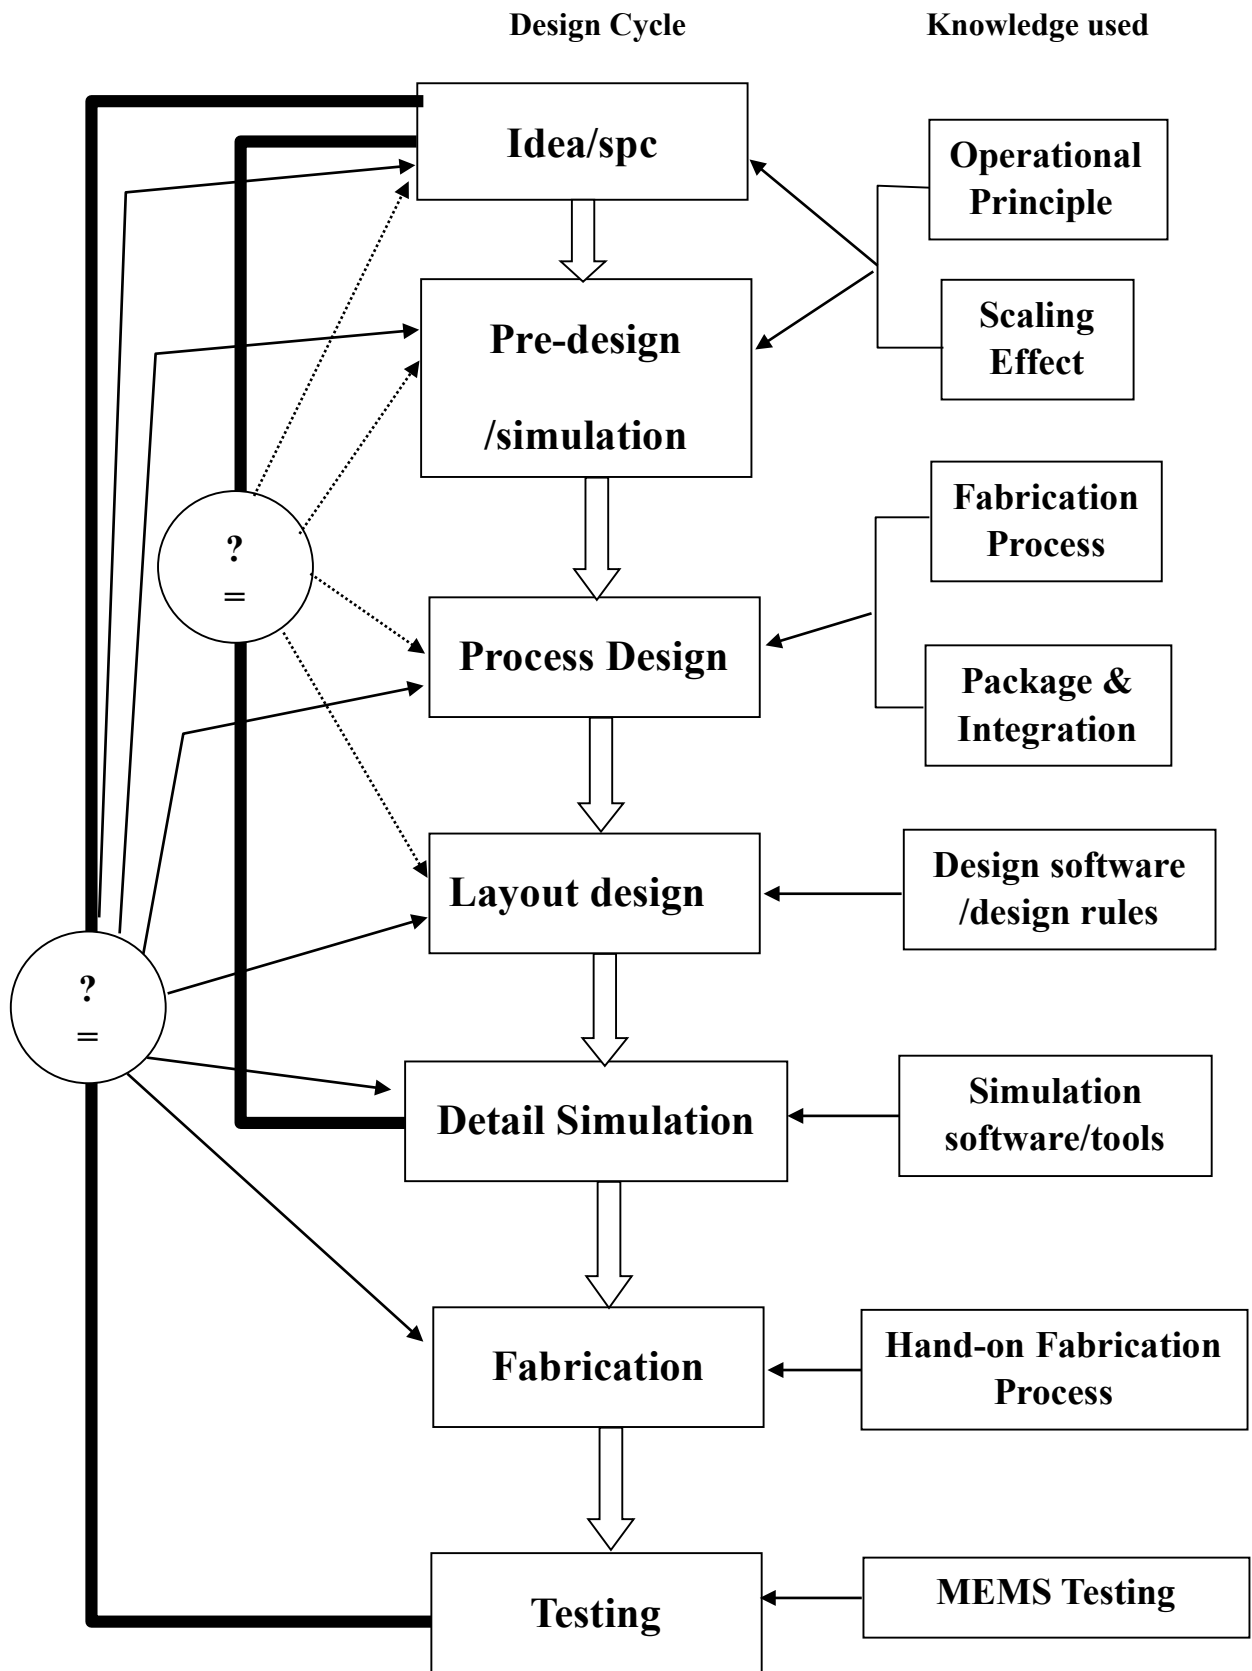 Design Cycle
Knowledge used
Idea/spc
Operational
Principle
Pre-design
/simulation
Scaling
Effect
Fabrication
Process
?
=
Process Design
Package &
Integration
Layout design
Design software
/design rules
?
=
Detail Simulation
Simulation
software/tools
Fabrication
Hand-on Fabrication
Process
Testing
MEMS Testing